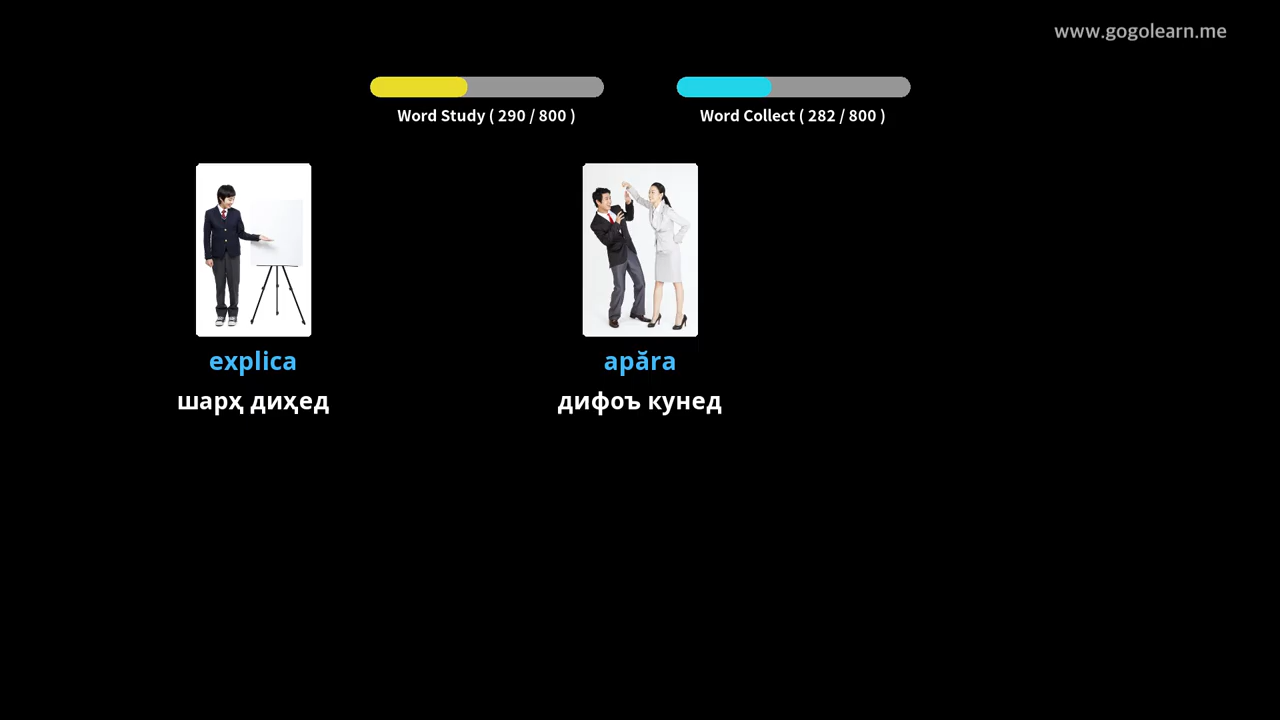 www.gogolearn.me
Word Study ( 290 / 800 )
Word Collect ( 282 / 800 )
explica
apăra
шарҳ диҳед
дифоъ кунед